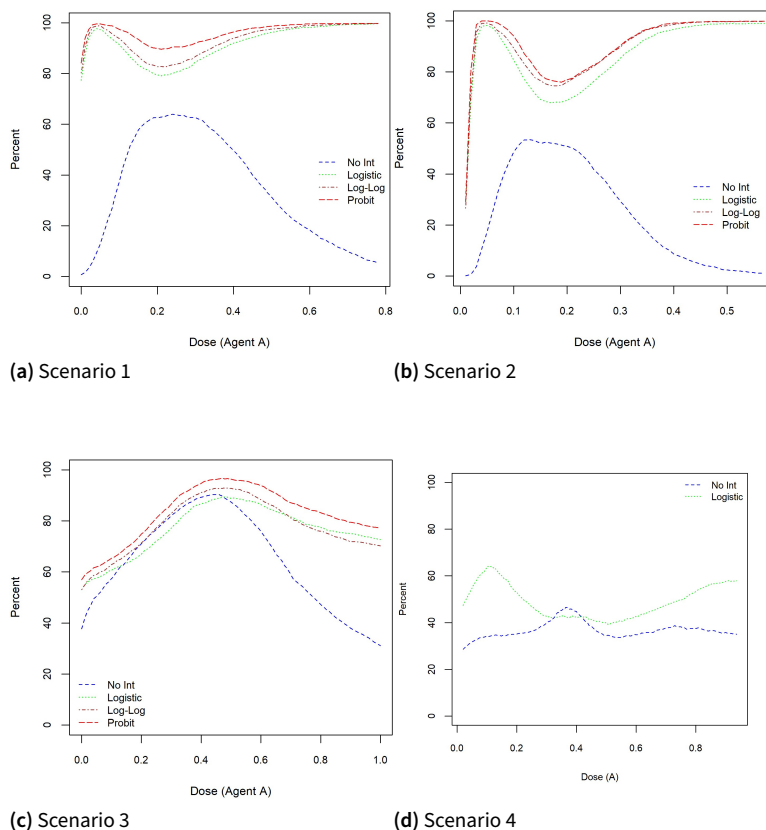 100
80
60
40
20
0
Percent
No Int
Logistic
Log-Log
Probit
0.0 0.2 0.4 0.6 0.8
Dose (Agent A)
(a) Scenario 1
100
80
60
40
20
0
Percent
No Int
Logistic
Log-Log
Probit
0.0 0.1 0.2 0.3 0.4 0.5
Dose (Agent A)
(b) Scenario 2
100
80
60
40
20
0
Percent
No Int
Logistic
Log-Log
Probit
0.0 0.2 0.4 0.6 0.8 1.0
Dose (Agent A)
(c) Scenario 3
100
80
60
40
20
0
Percent
No Int
Logistic
0.0 0.2 0.4 0.6 0.8
Dose (A)
(d) Scenario 4